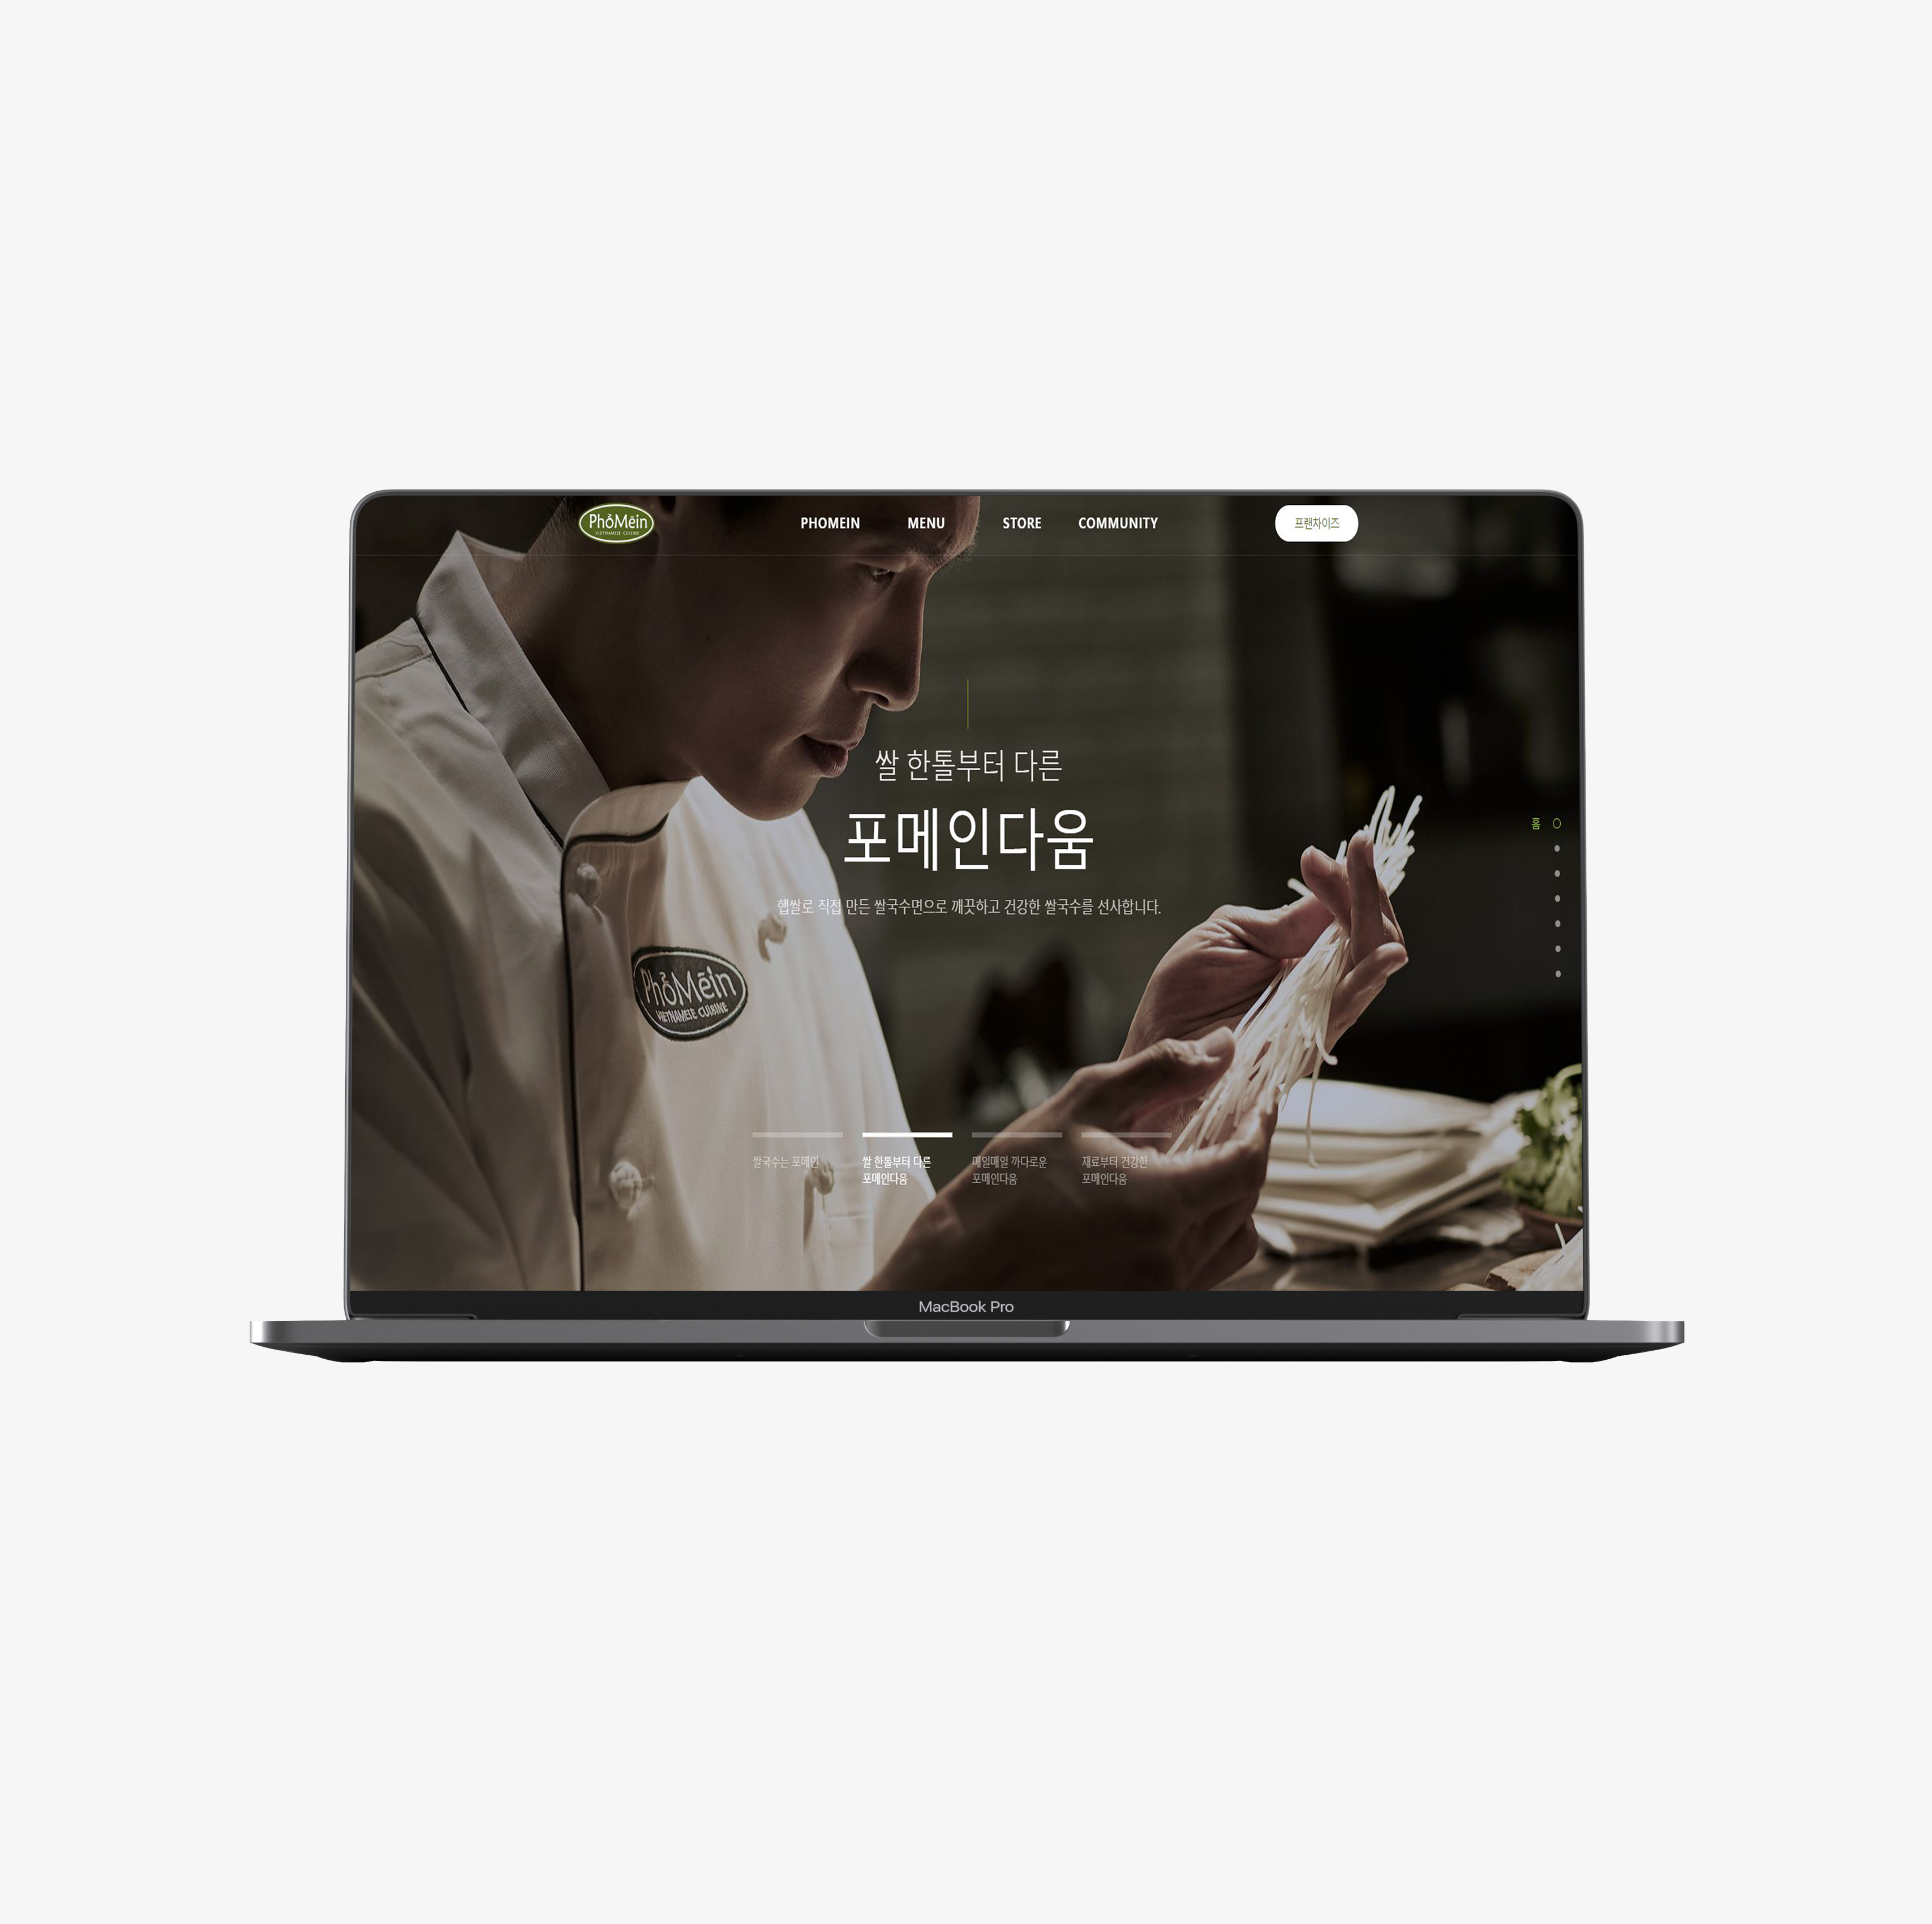 PhởMēin
VIETNAMESE CUISINE
PHOMEIN
MENU
STORE
COMMUNITY
프랜차이즈
쌀 한톨부터 다른
포메인다움
햅쌀로 직접 만든 쌀국수면으로 깨끗하고 건강한 쌀국수를 선사합니다.
홈
PhởMēin
VIETNAMESE CUISINE
쌀국수는 포메인
쌀 한톨부터 다른
포메인다움
매일매일 까다로운
포메인다움
재료부터 건강한
포메인다움
MacBook Pro